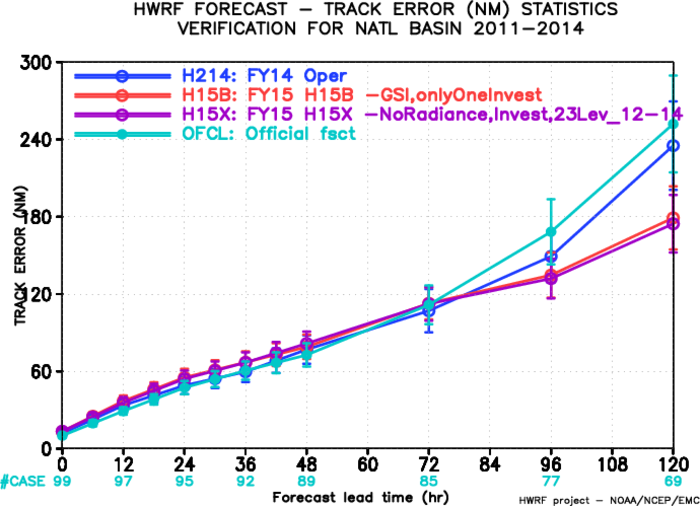 HWRF FORECAST − TRACK ERROR (NM) STATISTICS
VERIFICATION FOR NATL BASIN 2011−2014
H214: FY14 Oper
H15B: FY15 H15B −GSI,onlyOneInvest
H15X: FY15 H15X −NoRadiance,Invest,23Lev_12−14
OFCL: Official fsct
TRACK ERROR (NM)
300
240
180
120
60
0
0 12 24 36 48 60 72 84 96 108 120
#CASE 99 97 95 92 89 85 77 69
Forecast lead time (hr)
HWRF project − NOAA/NCEP/EMC